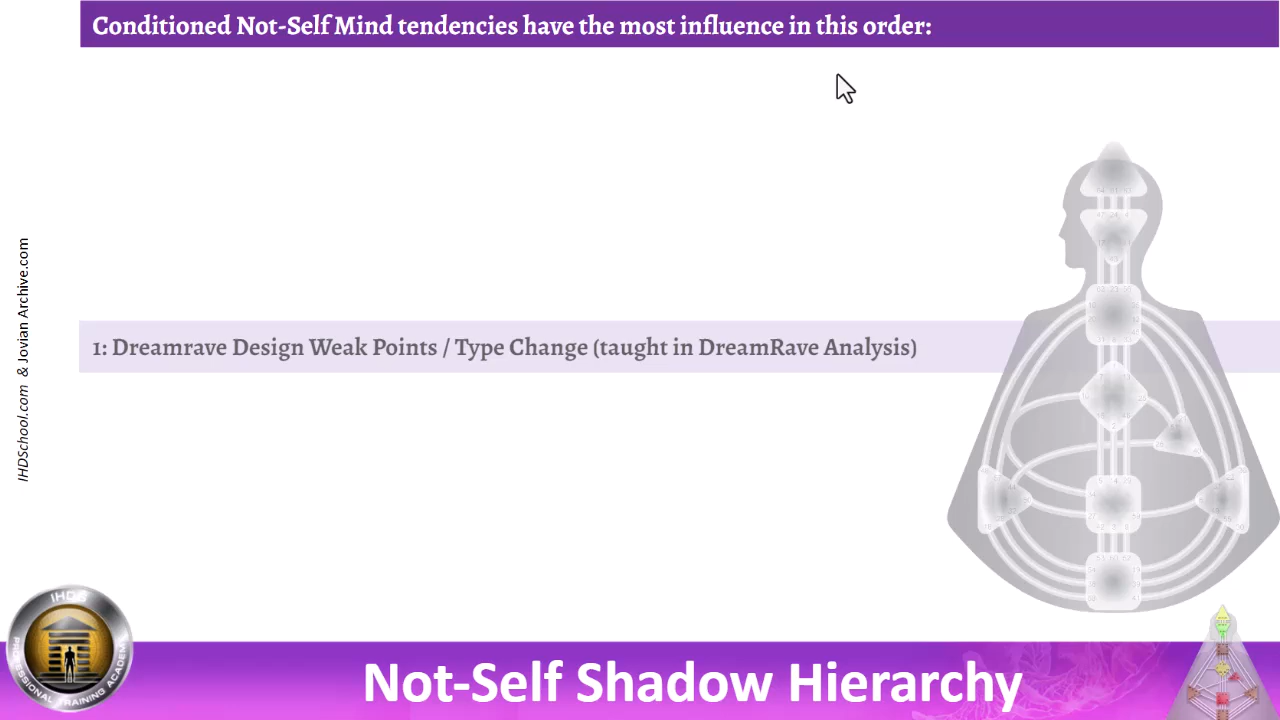 Conditioned Not-Self Mind tendencies have the most influence in this order:
IHDSchool.com & Jovian Archive.com
1: Dreamrave Design Weak Points / Type Change (taught in DreamRave Analysis)
IHDS
PROFESSIONAL TRAINING ACADEMY
Not-Self Shadow Hierarchy